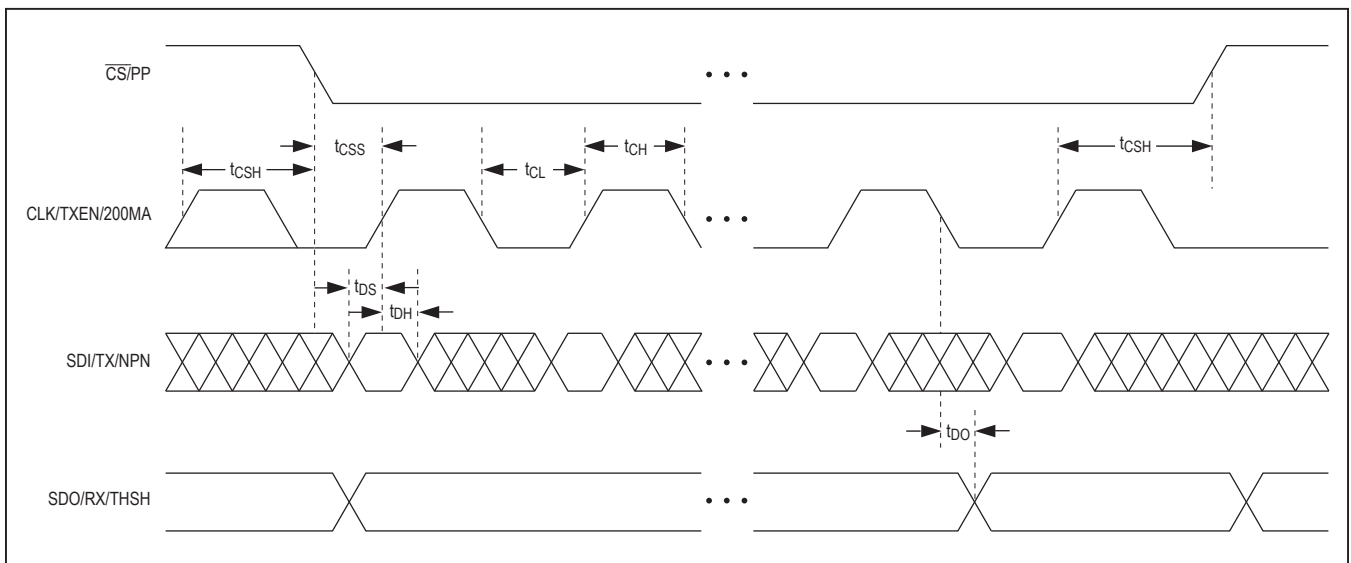 CS/PP
tCSS
tCH
tCSH
tCSH
tCL
CLK/TXEN/200MA
tDS
tDH
SDI/TX/NPN
tDO
SDO/RX/THSH